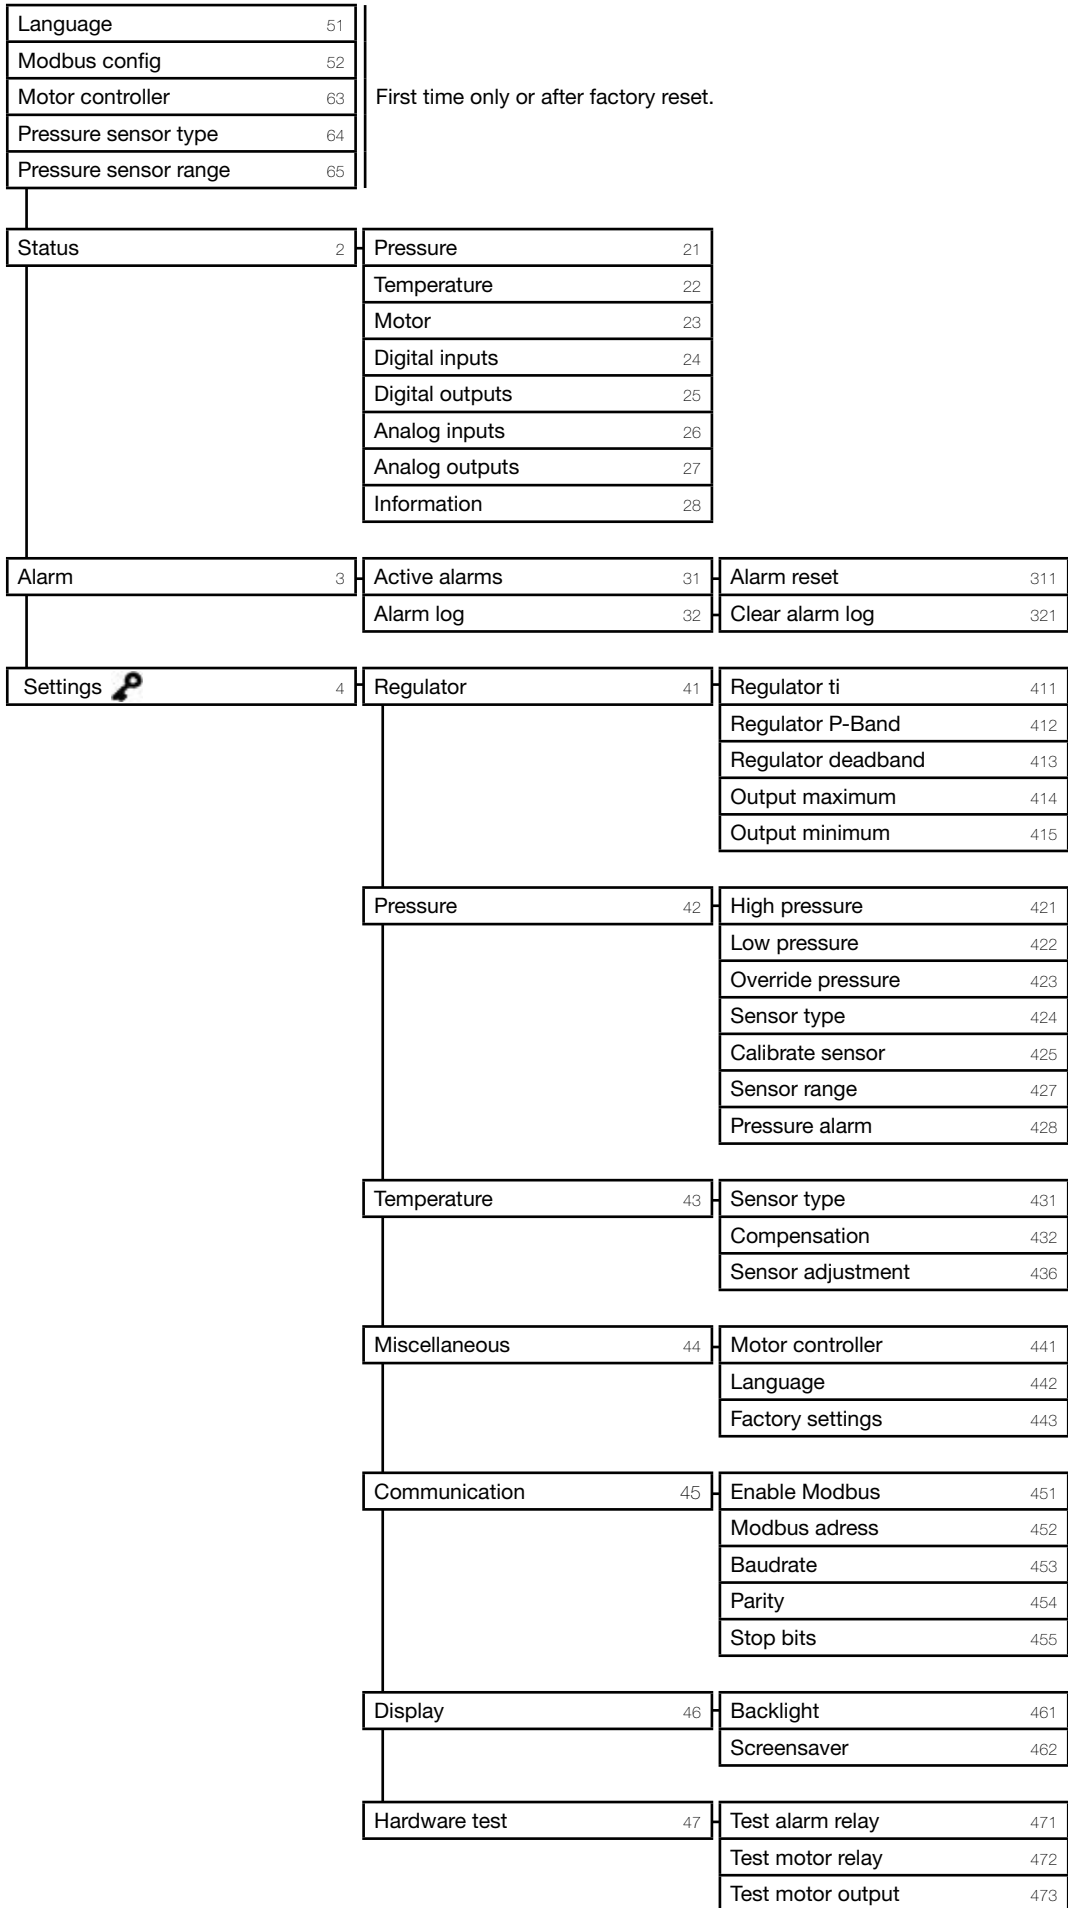 Language 51
Modbus config 52
Motor controller 63
First time only or after factory reset.
Pressure sensor type 64
Pressure sensor range 65
Status 2
Pressure 21
Temperature 22
Motor 23
Digital inputs 24
Digital outputs 25
Analog inputs 26
Analog outputs 27
Information 28
Alarm 3
Active alarms 31
Alarm reset 311
Alarm log 32
Clear alarm log 321
Settings 4
Regulator 41
Regulator ti 411
Regulator P-Band 412
Regulator deadband 413
Output maximum 414
Output minimum 415
Pressure 42
High pressure 421
Low pressure 422
Override pressure 423
Sensor type 424
Calibrate sensor 425
Sensor range 427
Pressure alarm 428
Temperature 43
Sensor type 431
Compensation 432
Sensor adjustment 436
Miscellaneous 44
Motor controller 441
Language 442
Factory settings 443
Communication 45
Enable Modbus 451
Modbus adress 452
Baudrate 453
Parity 454
Stop bits 455
Display 46
Backlight 461
Screensaver 462
Hardware test 47
Test alarm relay 471
Test motor relay 472
Test motor output 473